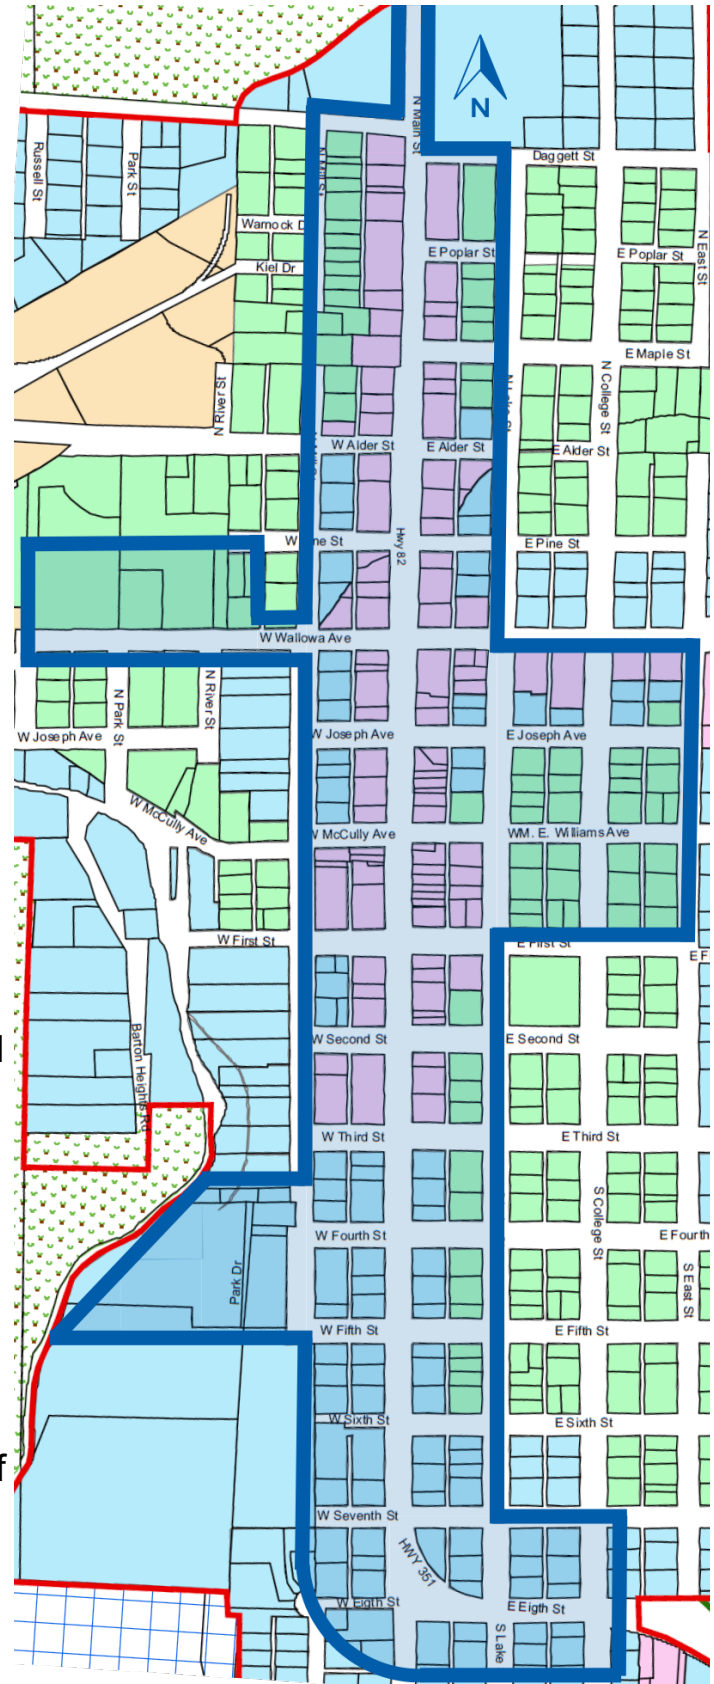 N Main St
N
Daggett St
Russell St
Park St
N Mill St
Warnock D
E Poplar St
E Poplar St
N East St
Kiel Dr
E Maple St
N River St
N College St
W Alder St
E Alder St
E Alder St
Hwy 82
E Pine St
W Wallowa Ave
N Park St
N River St
W Joseph Ave
W Joseph Ave
E Joseph Ave
W McCully Ave
W McCully Ave
WM. E. Williams Ave
W First St
E First St
E F
W Second St
E Second St
Barton Heights Rd
W Third St
E Third St
S College St
W Fourth St
E Fourth
Park Dr
S East St
W Fifth St
E Fifth St
W Sixth St
E Sixth St
f
W Seventh St
HWY 351
W Eigth St
E Eigth St
S Lake